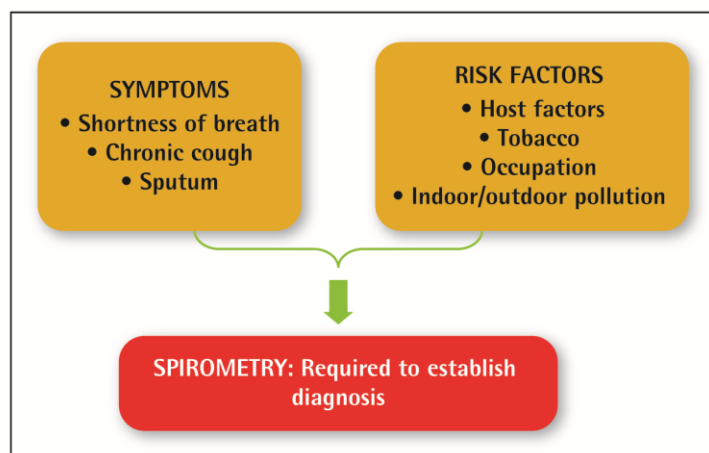 SYMPTOMS
• Shortness of breath
• Chronic cough
• Sputum
RISK FACTORS
• Host factors
• Tobacco
• Occupation
• Indoor/outdoor pollution
SPIROMETRY: Required to establish
diagnosis